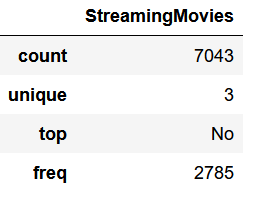 StreamingMovies
count 7043
unique 3
top No
freq 2785